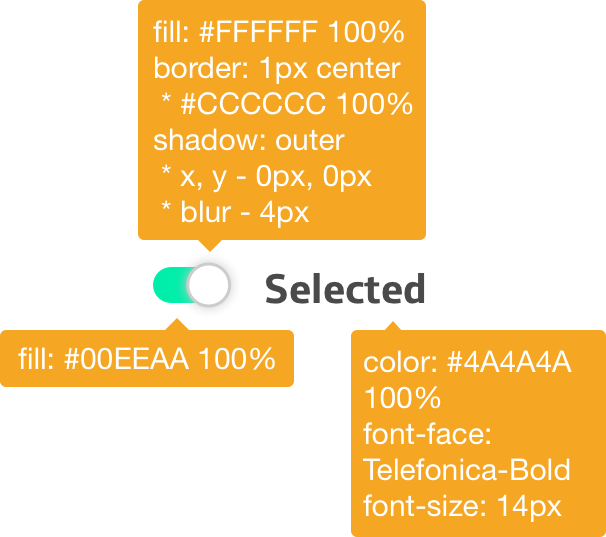 fill: #FFFFFF 100%
border: 1px center
* #CCCCCC 100%
shadow: outer
* x, y - 0px, 0px
* blur - 4px
Selected
fill: #00EEAA 100%
color: #4A4A4A
100%
font-face:
Telefonica-Bold
font-size: 14px